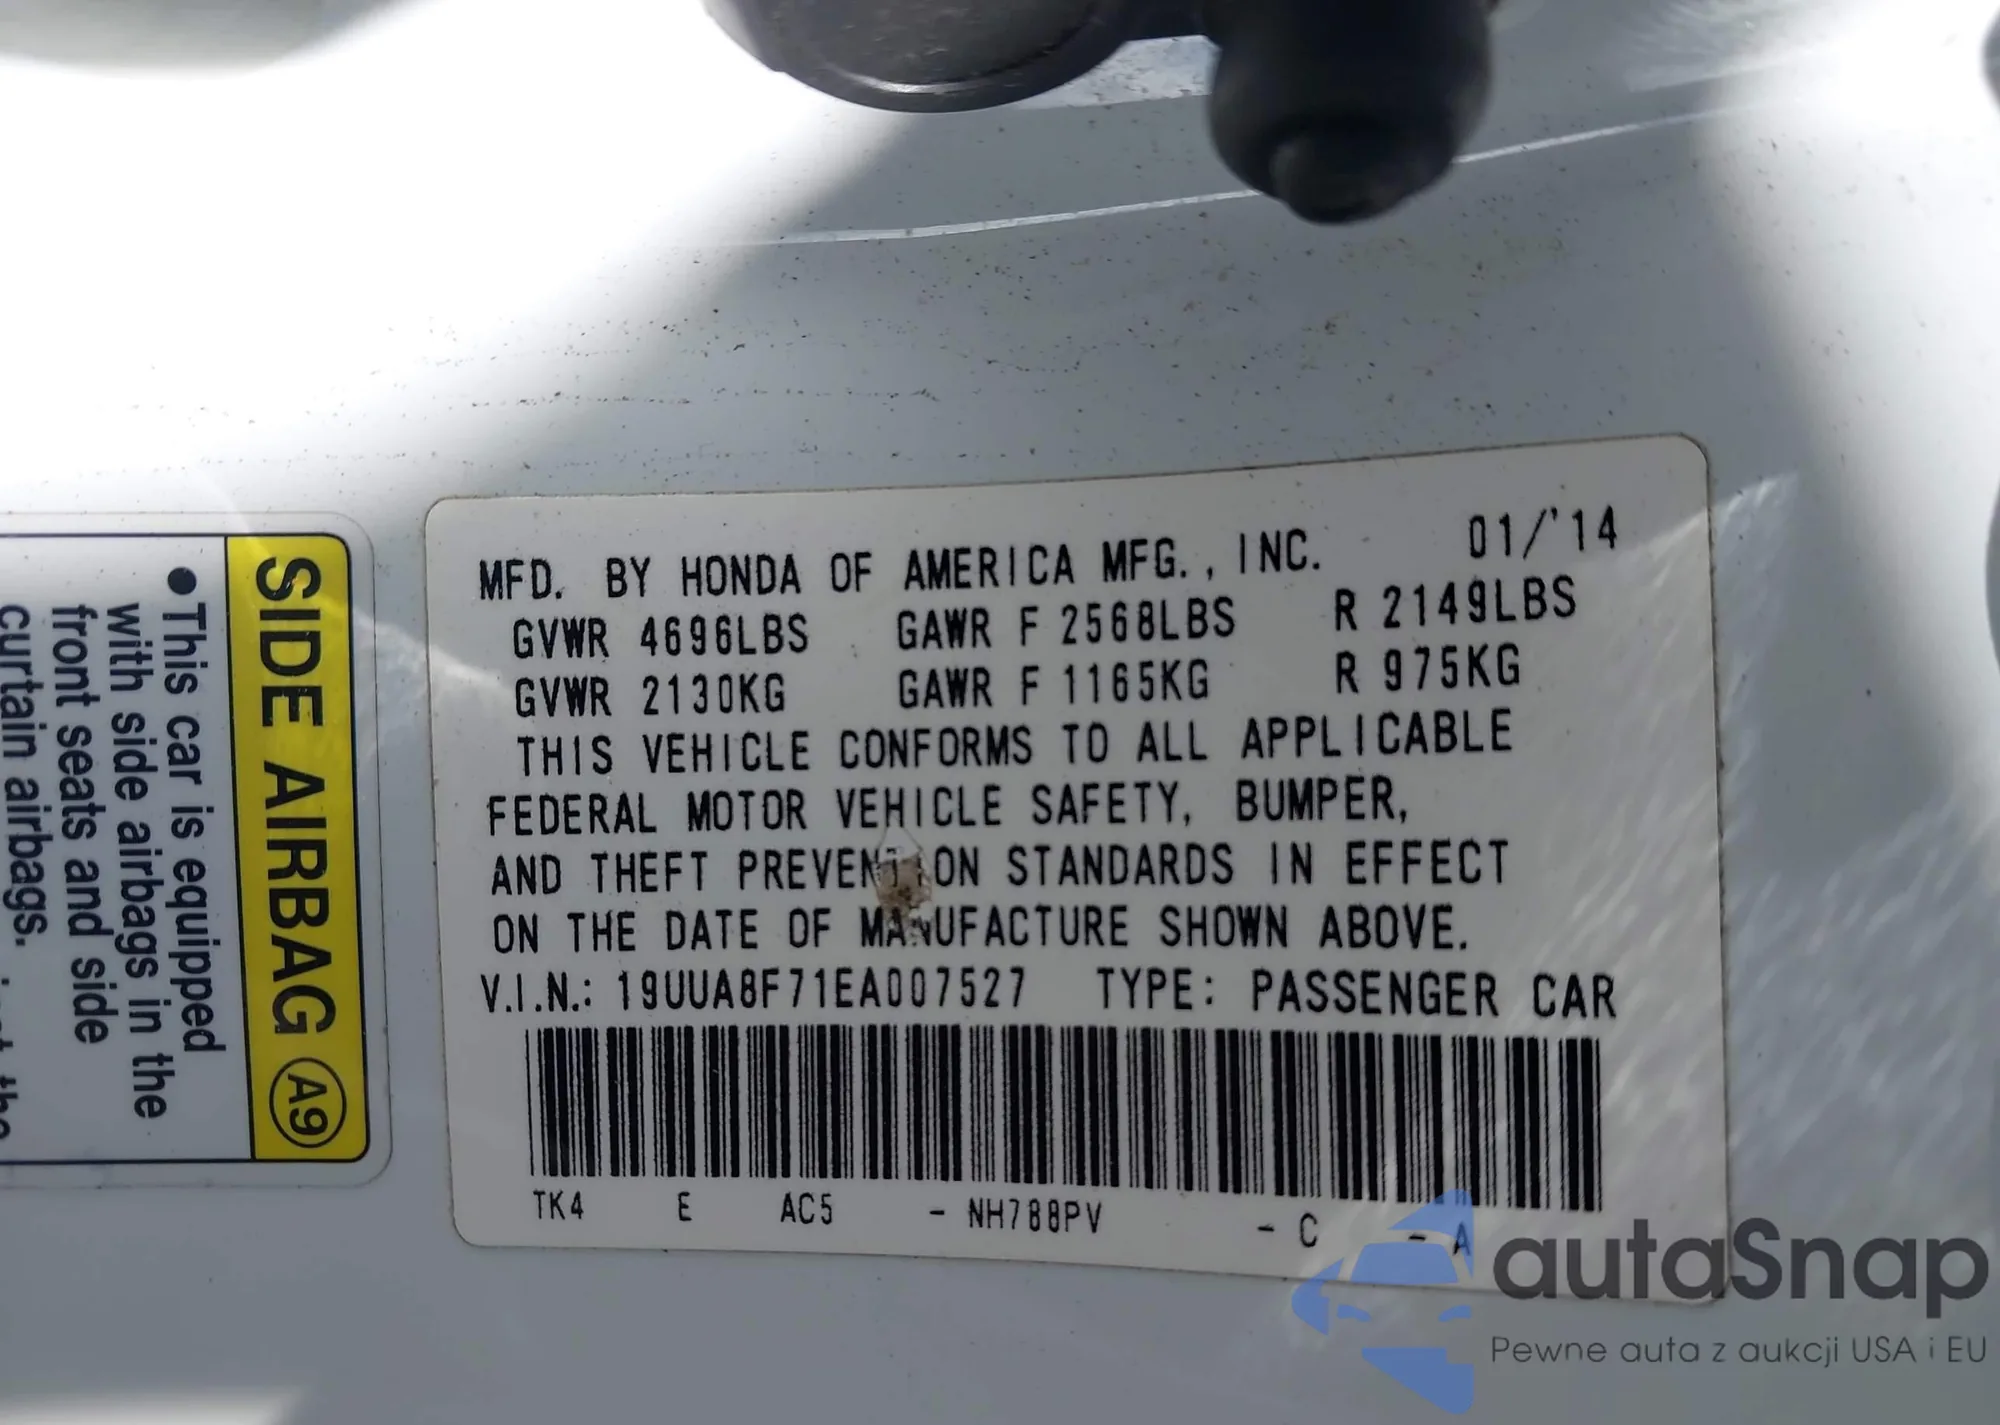 MFD. BY HONDA OF AMERICA MFG., INC. 01/'14
GVWR 4696LBS GAWR F 2568LBS R 2149LBS
GVWR 2130KG GAWR F 1165KG R 975KG
THIS VEHICLE CONFORMS TO ALL APPLICABLE
FEDERAL MOTOR VEHICLE SAFETY, BUMPER,
AND THEFT PREVENTION STANDARDS IN EFFECT
ON THE DATE OF MANUFACTURE SHOWN ABOVE.
V.I.N.: 19UUA8F71EA007527 TYPE: PASSENGER CAR
TK4 E AC5 - NH788PV - C - A
SIDE AIRBAG A9
•This car is equipped
with side airbags in the
front seats and side
curtain airbags.
autaSnap
Pewne auta z aukcji USA i EU